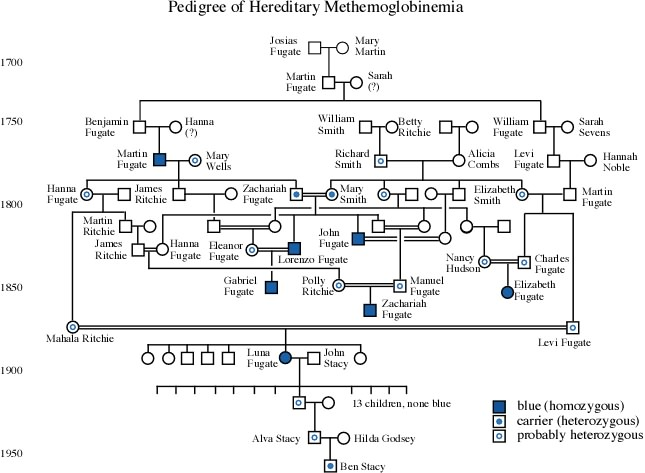 Pedigree of Hereditary Methemoglobinemia
Josias
Fugate
Mary
Martin
1700
Martin
Fugate
Sarah
(?)
1750
Benjamin
Fugate
Hanna
(?)
William
Smith
Betty
Ritchie
William
Fugate
Sarah
Sevens
Martin
Fugate
Mary
Wells
Richard
Smith
Alicia
Combs
Levi
Fugate
Hannah
Noble
1800
Hanna
Fugate
James
Ritchie
Zachariah
Fugate
Mary
Smith
Elizabeth
Smith
Martin
Fugate
Martin
Ritchie
James
Ritchie
Hanna
Fugate
Eleanor
Fugate
Lorenzo Fugate
John
Fugate
Nancy
Hudson
Charles
Fugate
1850
Gabriel
Fugate
Polly
Ritchie
Manuel
Fugate
Zachariah
Fugate
Elizabeth
Fugate
Mahala Ritchie
Levi Fugate
1900
Luna
Fugate
John
Stacy
13 children, none blue
1950
Alva Stacy
Hilda Godsey
Ben Stacy
blue (homozygous)
carrier (heterozygous)
probably heterozygous